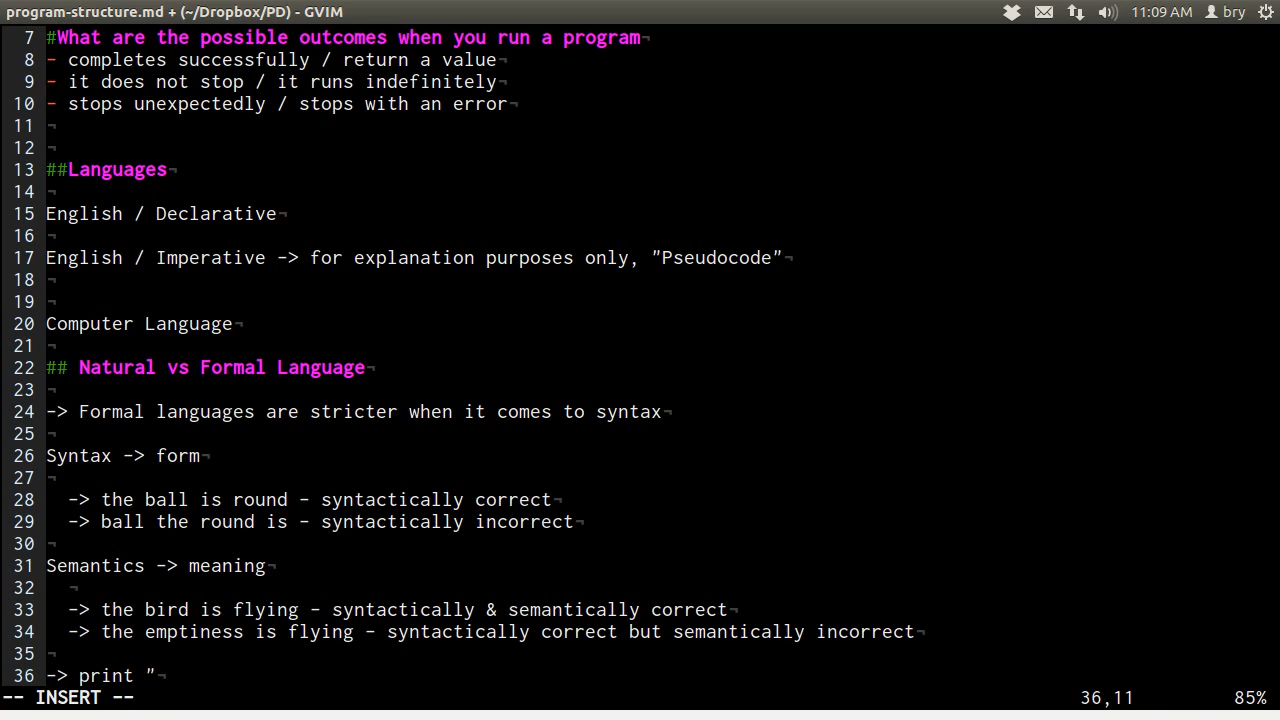 program-structure.md + (~/Dropbox/PD) - GVIM 11:09 AM bry
7 #What are the possible outcomes when you run a program¬
8 - completes successfully / return a value¬
9 - it does not stop / it runs indefinitely¬
10 - stops unexpectedly / stops with an error¬
11 ¬
12 ¬
13 ##Languages¬
14 ¬
15 English / Declarative¬
16 ¬
17 English / Imperative -> for explanation purposes only, "Pseudocode"¬
18 ¬
19 ¬
20 Computer Language¬
21 ¬
22 ## Natural vs Formal Language¬
23 ¬
24 -> Formal languages are stricter when it comes to syntax¬
25 ¬
26 Syntax -> form¬
27 ¬
28   -> the ball is round - syntactically correct¬
29   -> ball the round is - syntactically incorrect¬
30 ¬
31 Semantics -> meaning¬
32   ¬
33   -> the bird is flying - syntactically & semantically correct¬
34   -> the emptiness is flying - syntactically correct but semantically incorrect¬
35 ¬
36 -> print "¬
-- INSERT -- 36,11 85%